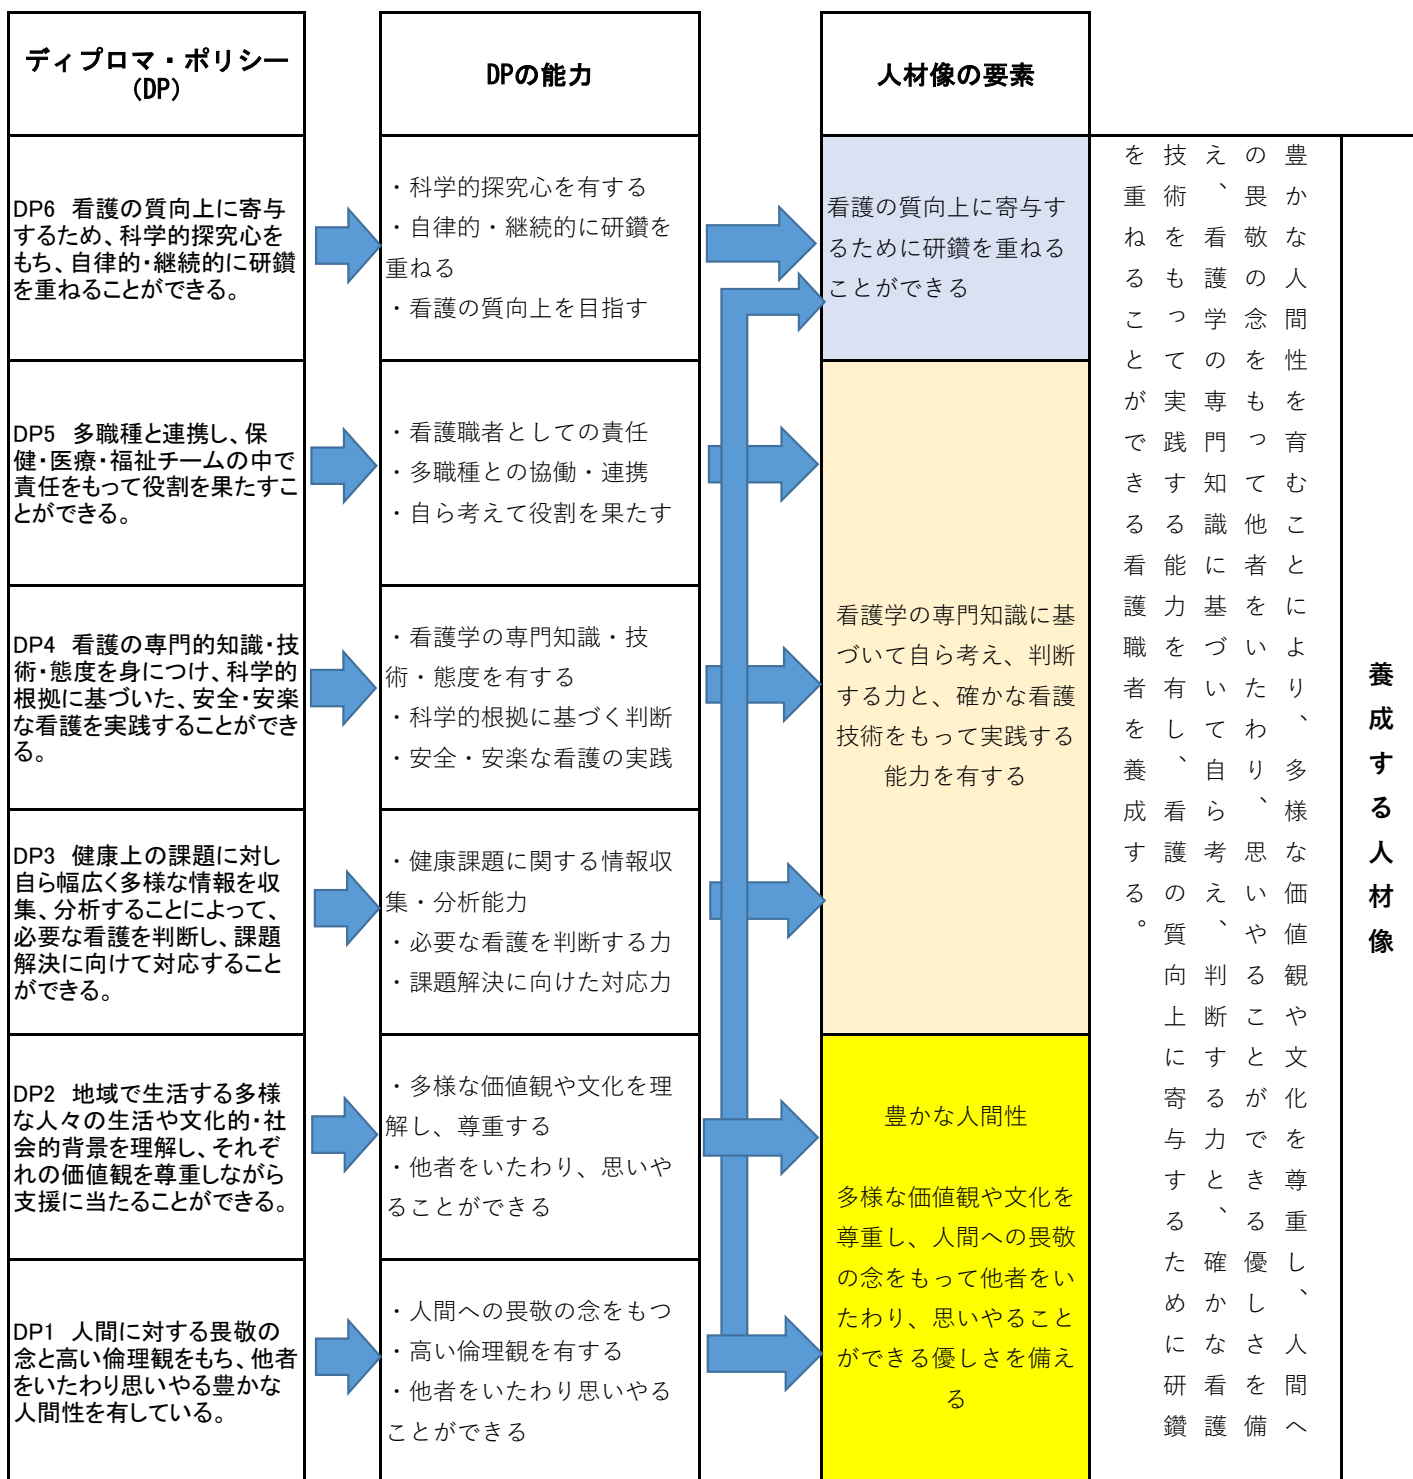 ディプロマ・ポリシー
(DP)
DPの能力
人材像の要素
DP6　看護の質向上に寄与
するため、科学的探究心を
もち、自律的・継続的に研鑽
を重ねることができる。
・科学的探究心を有する
・自律的・継続的に研鑽を
重ねる
・看護の質向上を目指す
看護の質向上に寄与す
るために研鑽を重ねる
ことができる
DP5　多職種と連携し、保
健・医療・福祉チームの中で
責任をもって役割を果たすこ
とができる。
・看護職者としての責任
・多職種との協働・連携
・自ら考えて役割を果たす
DP4　看護の専門的知識・技
術・態度を身につけ、科学的
根拠に基づいた、安全・安楽
な看護を実践することができ
る。
・看護学の専門知識・技
術・態度を有する
・科学的根拠に基づく判断
・安全・安楽な看護の実践
看護学の専門知識に基
づいて自ら考え、判断
する力と、確かな看護
技術をもって実践する
能力を有する
DP3　健康上の課題に対し
自ら幅広く多様な情報を収
集、分析することによって、
必要な看護を判断し、課題
解決に向けて対応すること
ができる。
・健康課題に関する情報収
集・分析能力
・必要な看護を判断する力
・課題解決に向けた対応力
DP2　地域で生活する多様
な人々の生活や文化的・社
会的背景を理解し、それぞ
れの価値観を尊重しながら
支援に当たることができる。
・多様な価値観や文化を理
解し、尊重する
・他者をいたわり、思いや
ることができる
豊かな人間性
多様な価値観や文化を
尊重し、人間への畏敬
の念をもって他者をい
たわり、思いやること
ができる優しさを備え
る
DP1　人間に対する畏敬の
念と高い倫理観をもち、他者
をいたわり思いやる豊かな
人間性を有している。
・人間への畏敬の念をもつ
・高い倫理観を有する
・他者をいたわり思いやる
ことができる
養成する人材像
豊かな人間性を育むことにより、多様な価値観や文化を尊重し、人間へ
の畏敬の念をもって他者をいたわり、思いやることができる優しさを備
え、看護学の専門知識に基づいて自ら考え、判断する力と、確かな看護
技術をもって実践する能力を有し、看護の質向上に寄与するために研鑽
を重ねることができる看護職者を養成する。